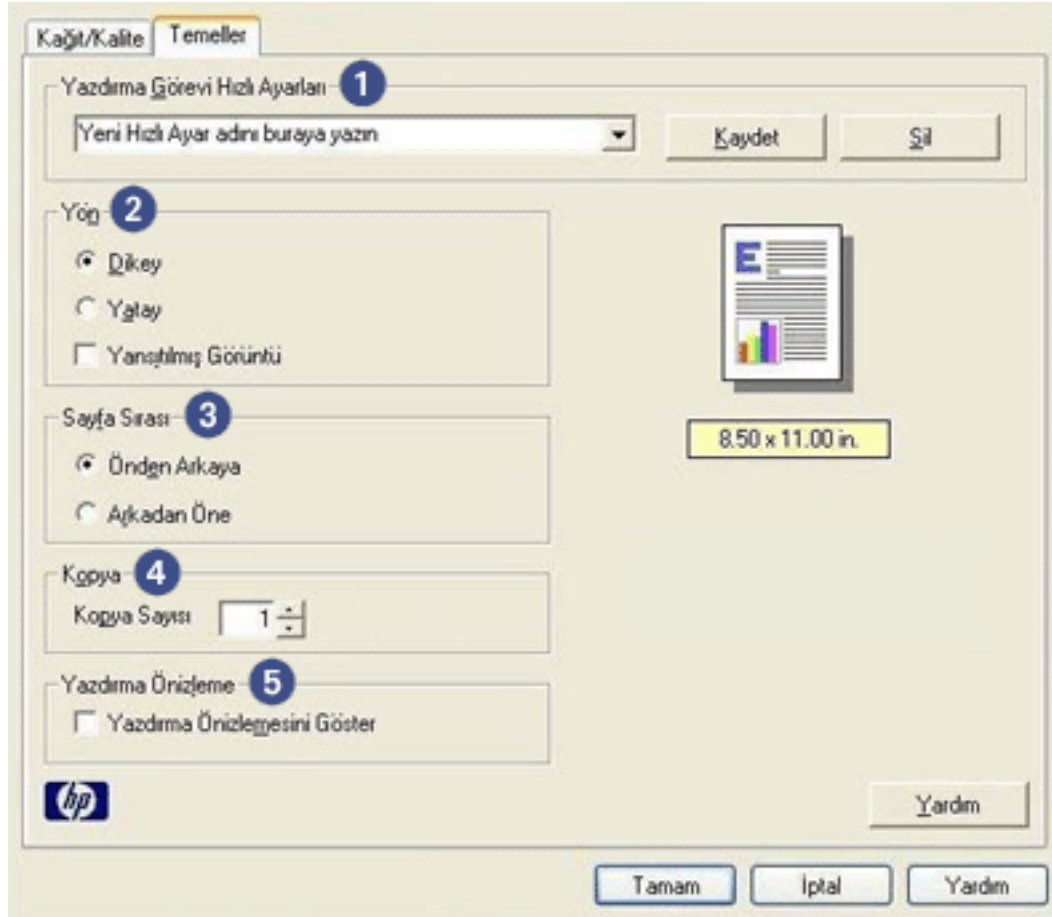 Kağıt/Kalite Temeller
Yazdırma Görevi Hızlı Ayarları 1
Yeni Hızlı Ayar adını buraya yazın Kaydet Sil
Yön 2
Dikey
Yatay
Yansıtılmış Görüntü
E
Sayfa Sırası 3
8.50 x 11.00 in.
Önden Arkaya
Arkadan Öne
Kopya 4
Kopya Sayısı 1
Yazdırma Önizleme 5
Yazdırma Önizlemesini Göster
hp Yardım
Tamam İptal Yardım